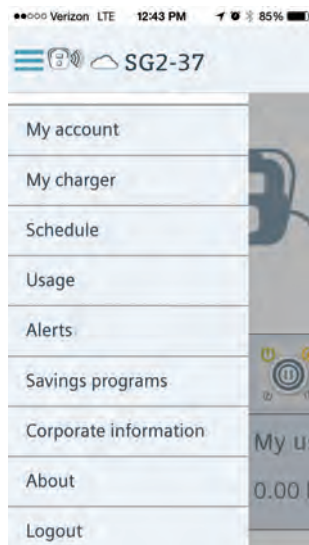 Verizon LTE 12:43 PM 85%
SG2-37
My account
My charger
Schedule
Usage
Alerts
Savings programs
Corporate information
My u
About
0.00
Logout